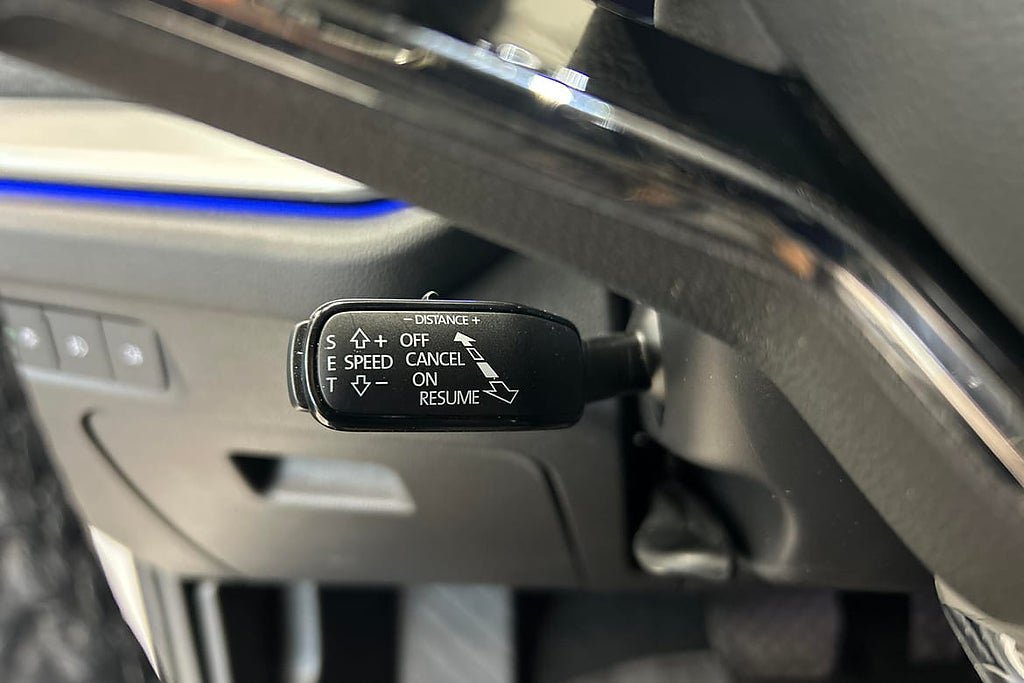 − DISTANCE +
S + OFF
E SPEED CANCEL
T − ON
RESUME